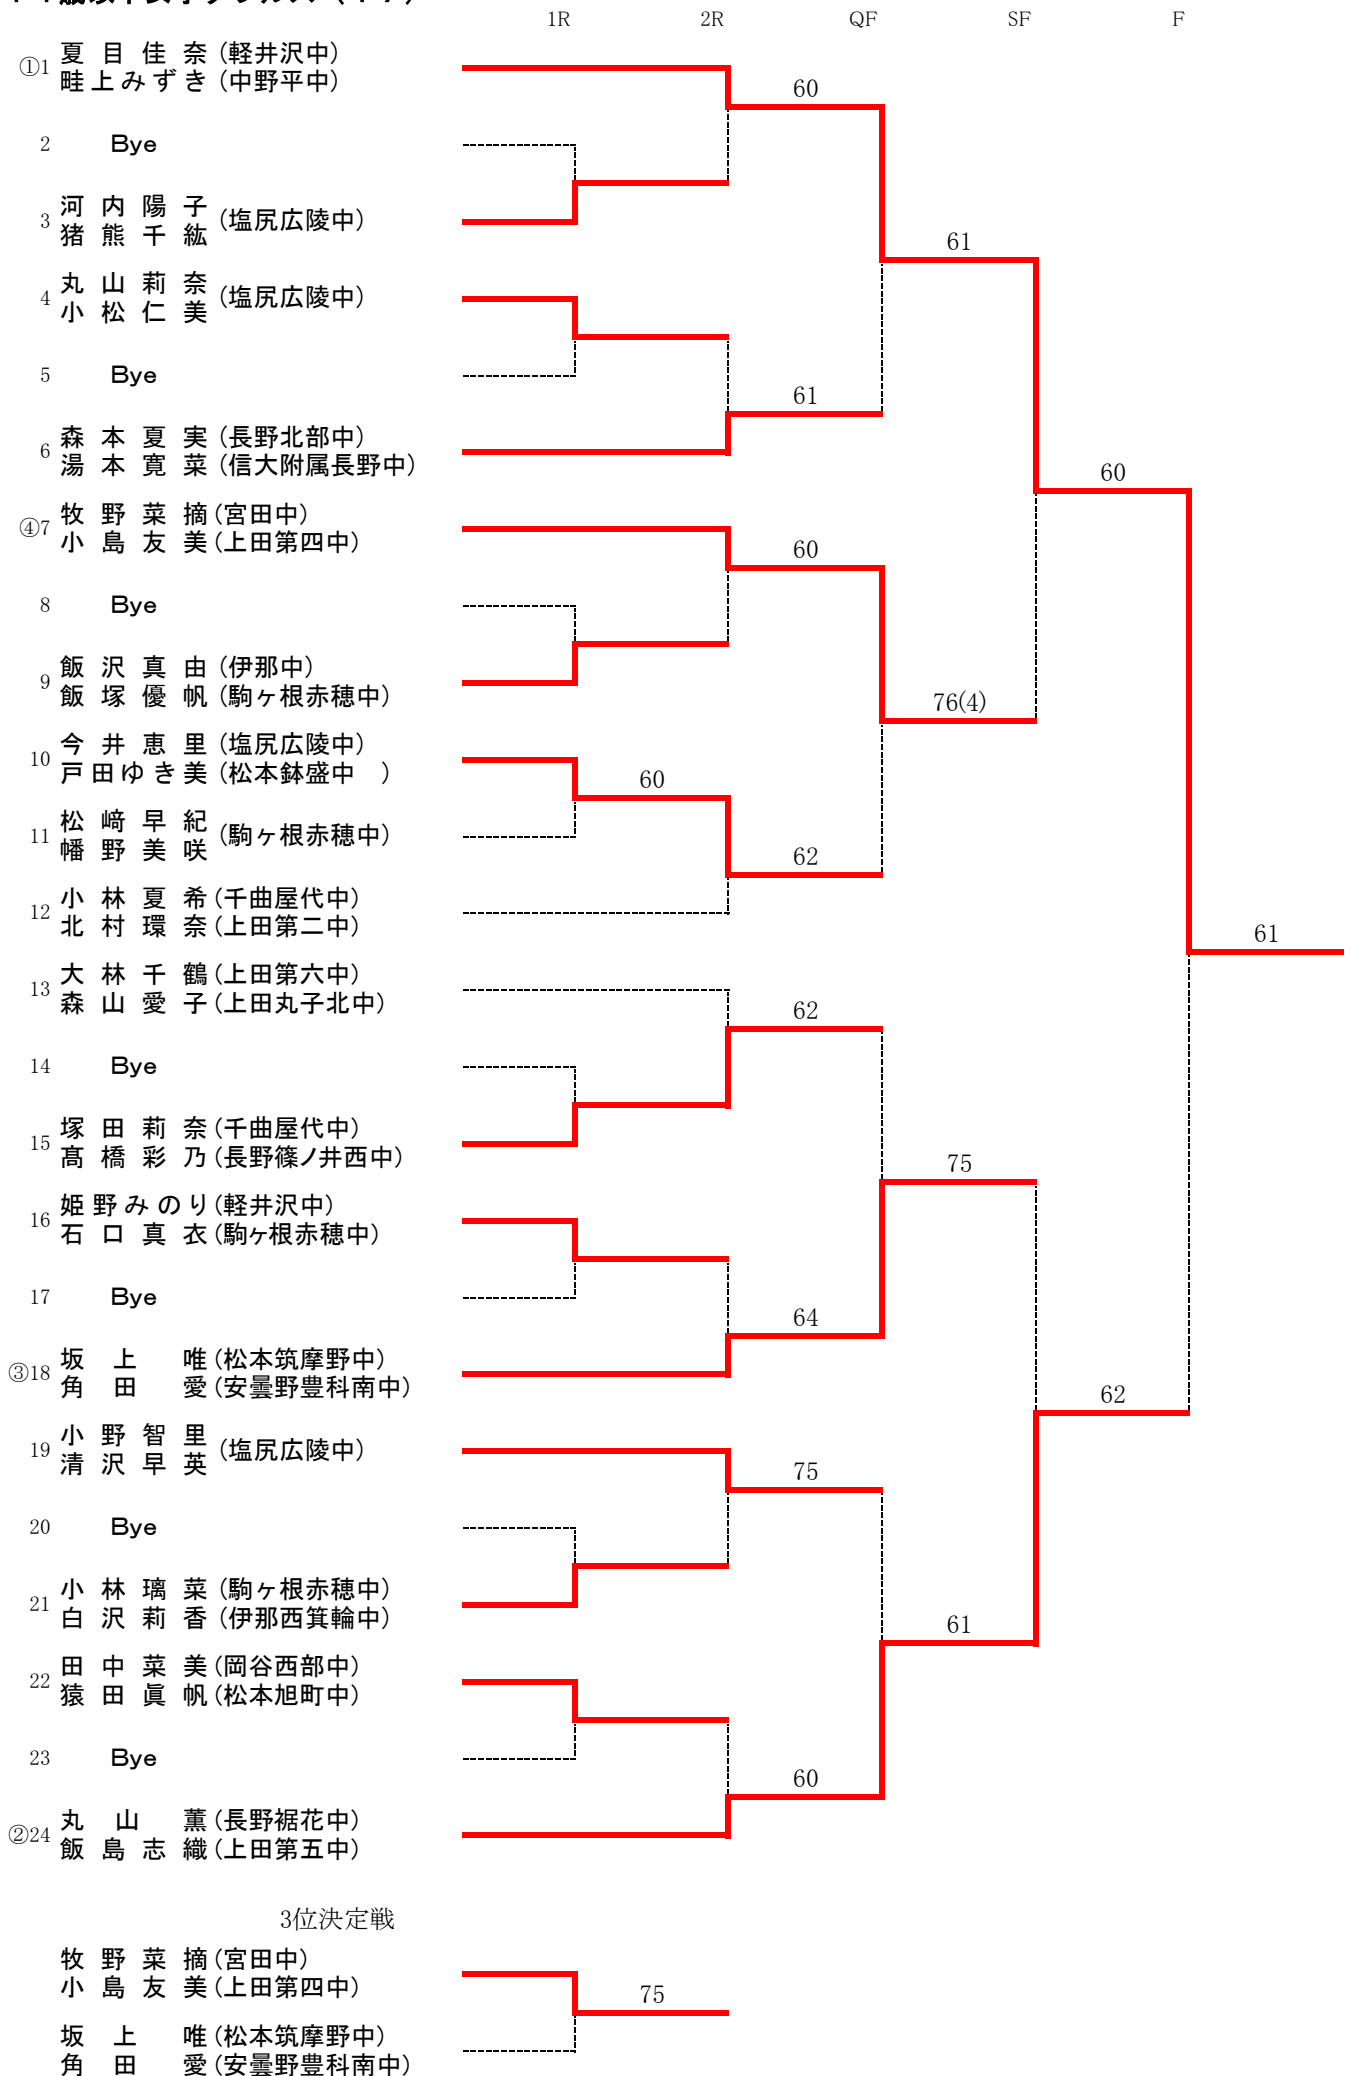 1R 2R QF SF F
①1 夏目佳奈(軽井沢中)
畦上みずき(中野平中)
60
2 Bye
3 河内陽子 (塩尻広陵中)
猪熊千紘
61
4 丸山莉奈 (塩尻広陵中)
小松仁美
5 Bye
61
6 森本夏実(長野北部中)
湯本寛菜(信大附属長野中)
60
④7 牧野菜摘(宮田中)
小島友美(上田第四中)
60
8 Bye
9 飯沢真由(伊那中)
飯塚優帆(駒ヶ根赤穂中)
76(4)
10 今井恵里(塩尻広陵中)
戸田ゆき美(松本鉢盛中 )
60
11 松﨑早紀 (駒ヶ根赤穂中)
幡野美咲
62
12 小林夏希(千曲屋代中)
北村環奈(上田第二中)
61
13 大林千鶴(上田第六中)
森山愛子(上田丸子北中)
62
14 Bye
15 塚田莉奈(千曲屋代中)
髙橋彩乃(長野篠ノ井西中)
75
16 姫野みのり(軽井沢中)
石口真衣(駒ヶ根赤穂中)
17 Bye
64
③18 坂上唯(松本筑摩野中)
角田愛(安曇野豊科南中)
62
19 小野智里 (塩尻広陵中)
清沢早英
75
20 Bye
21 小林璃菜(駒ヶ根赤穂中)
白沢莉香(伊那西箕輪中)
61
22 田中菜美(岡谷西部中)
猿田眞帆(松本旭町中)
23 Bye
60
②24 丸山薫(長野裾花中)
飯島志織(上田第五中)
3位決定戦
牧野菜摘(宮田中)
小島友美(上田第四中)
75
坂上唯(松本筑摩野中)
角田愛(安曇野豊科南中)